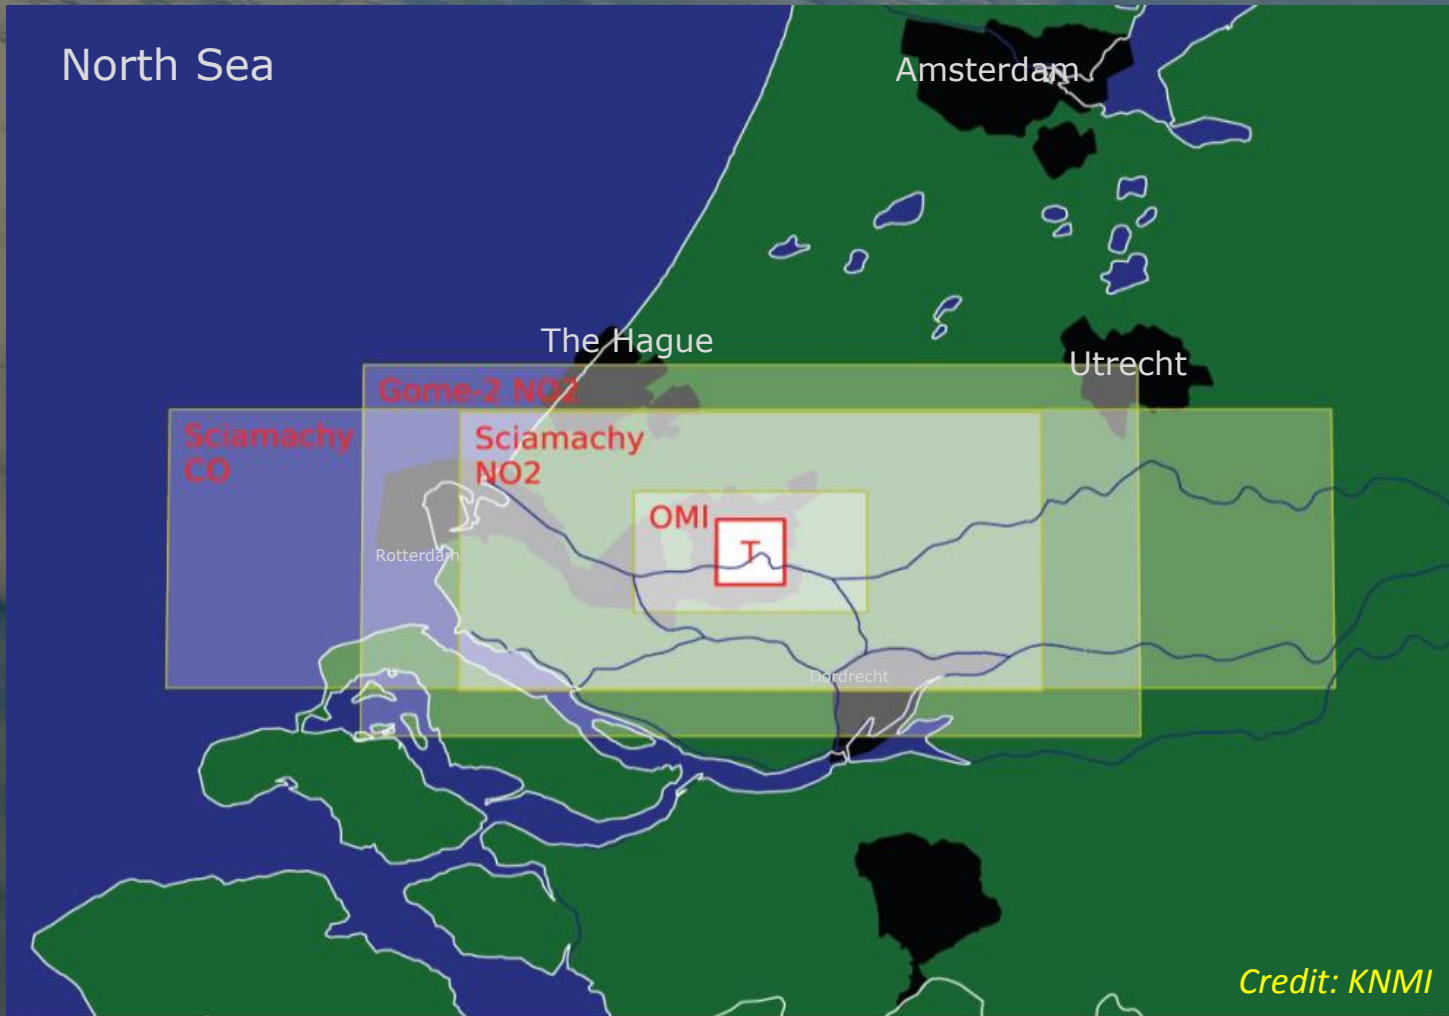 North Sea
Amsterdam
The Hague
Utrecht
Gome-2 NO2
Sciamachy
CO
Sciamachy
NO2
OMI
T
Rotterdam
Dordrecht
Credit: KNMI